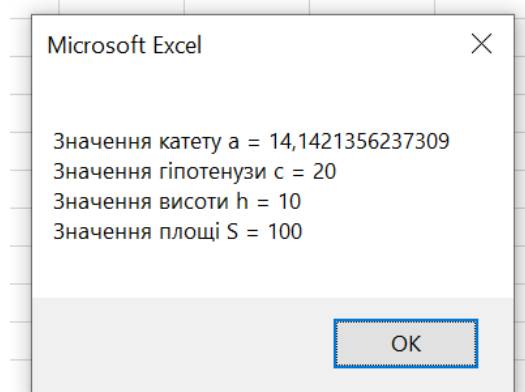 Microsoft Excel
Значення катету a = 14,1421356237309
Значення гіпотенузи c = 20
Значення висоти h = 10
Значення площі S = 100
OK